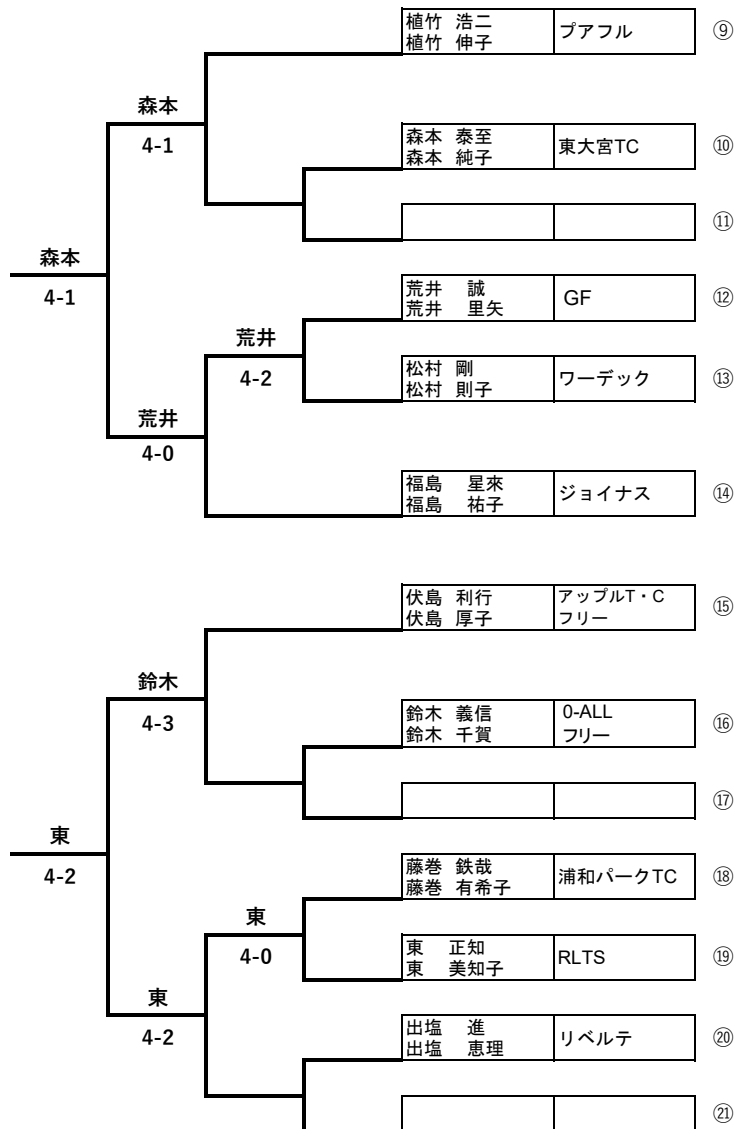 植竹 浩二 プアフル ⑨
植竹 伸子
森本
4-1
森本 泰至 東大宮TC ⑩
森本 純子
⑪
森本
4-1
荒井 誠 GF ⑫
荒井 里矢
荒井
4-2
松村 剛 ワーデック ⑬
松村 則子
荒井
4-0
福島 星來 ジョイナス ⑭
福島 祐子
伏島 利行 アップルT・C ⑮
伏島 厚子 フリー
鈴木
4-3
鈴木 義信 0-ALL ⑯
鈴木 千賀 フリー
⑰
東
4-2
藤巻 鉄哉 浦和パークTC ⑱
藤巻 有希子
東
4-0
東 正知 RLTS ⑲
東 美知子
東
4-2
出塩 進 リベルテ ⑳
出塩 恵理
㉑